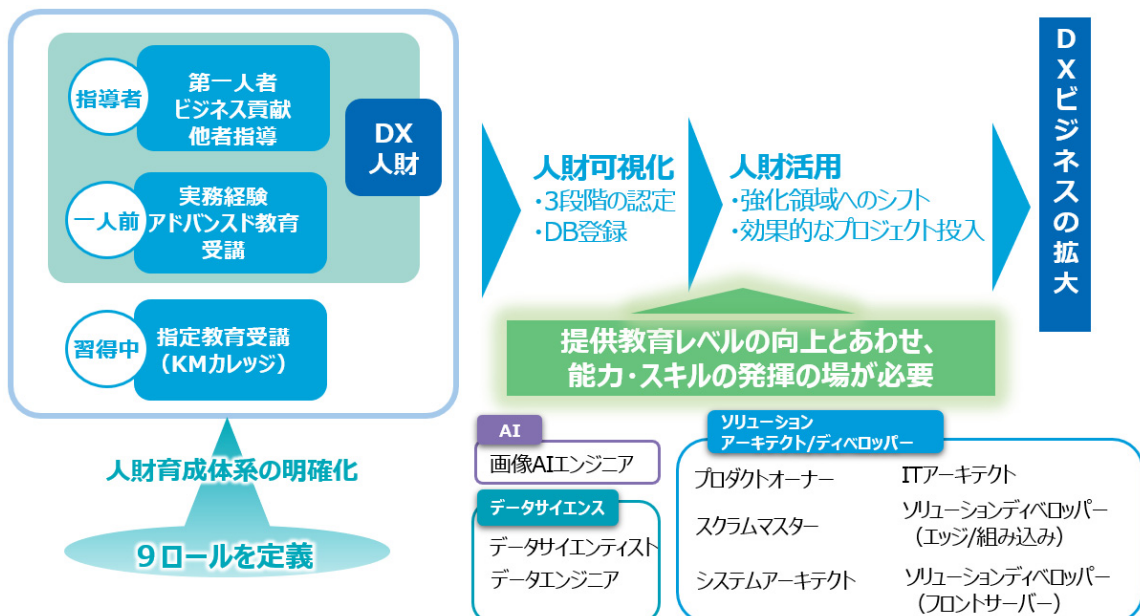 指導者
第一人者
ビジネス貢献
他者指導
DX
人財
一人前
実務経験
アドバンスド教育
受講
習得中
指定教育受講
（KMカレッジ）
人財育成体系の明確化
９ロールを定義
人財可視化
・3段階の認定
・DB登録
人財活用
・強化領域へのシフト
・効果的なプロジェクト投入
DXビジネスの拡大
提供教育レベルの向上とあわせ、
能力・スキルの発揮の場が必要
AI
画像AIエンジニア
データサイエンス
データサイエンティスト
データエンジニア
ソリューション
アーキテクト/ディベロッパー
プロダクトオーナー
スクラムマスター
システムアーキテクト
ITアーキテクト
ソリューションディベロッパー
（エッジ/組み込み）
ソリューションディベロッパー
（フロントサーバー）